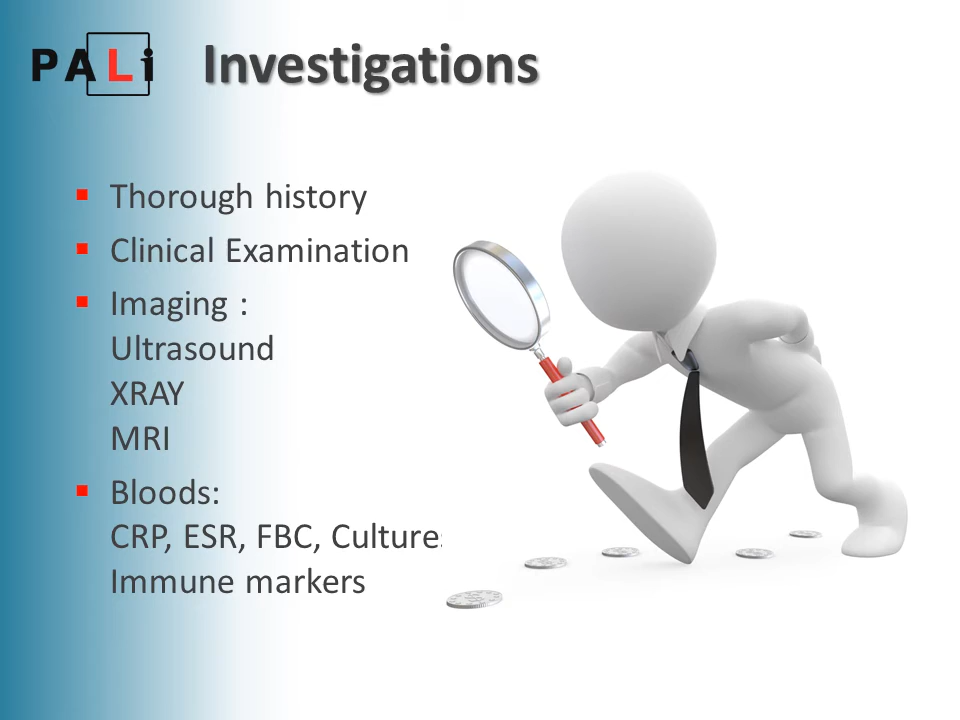 PALi
Investigations
Thorough history
Clinical Examination
Imaging :
Ultrasound
XRAY
MRI
Bloods:
CRP, ESR, FBC, Cultures
Immune markers